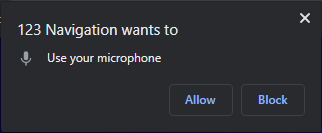 123 Navigation wants to
Use your microphone
Allow Block